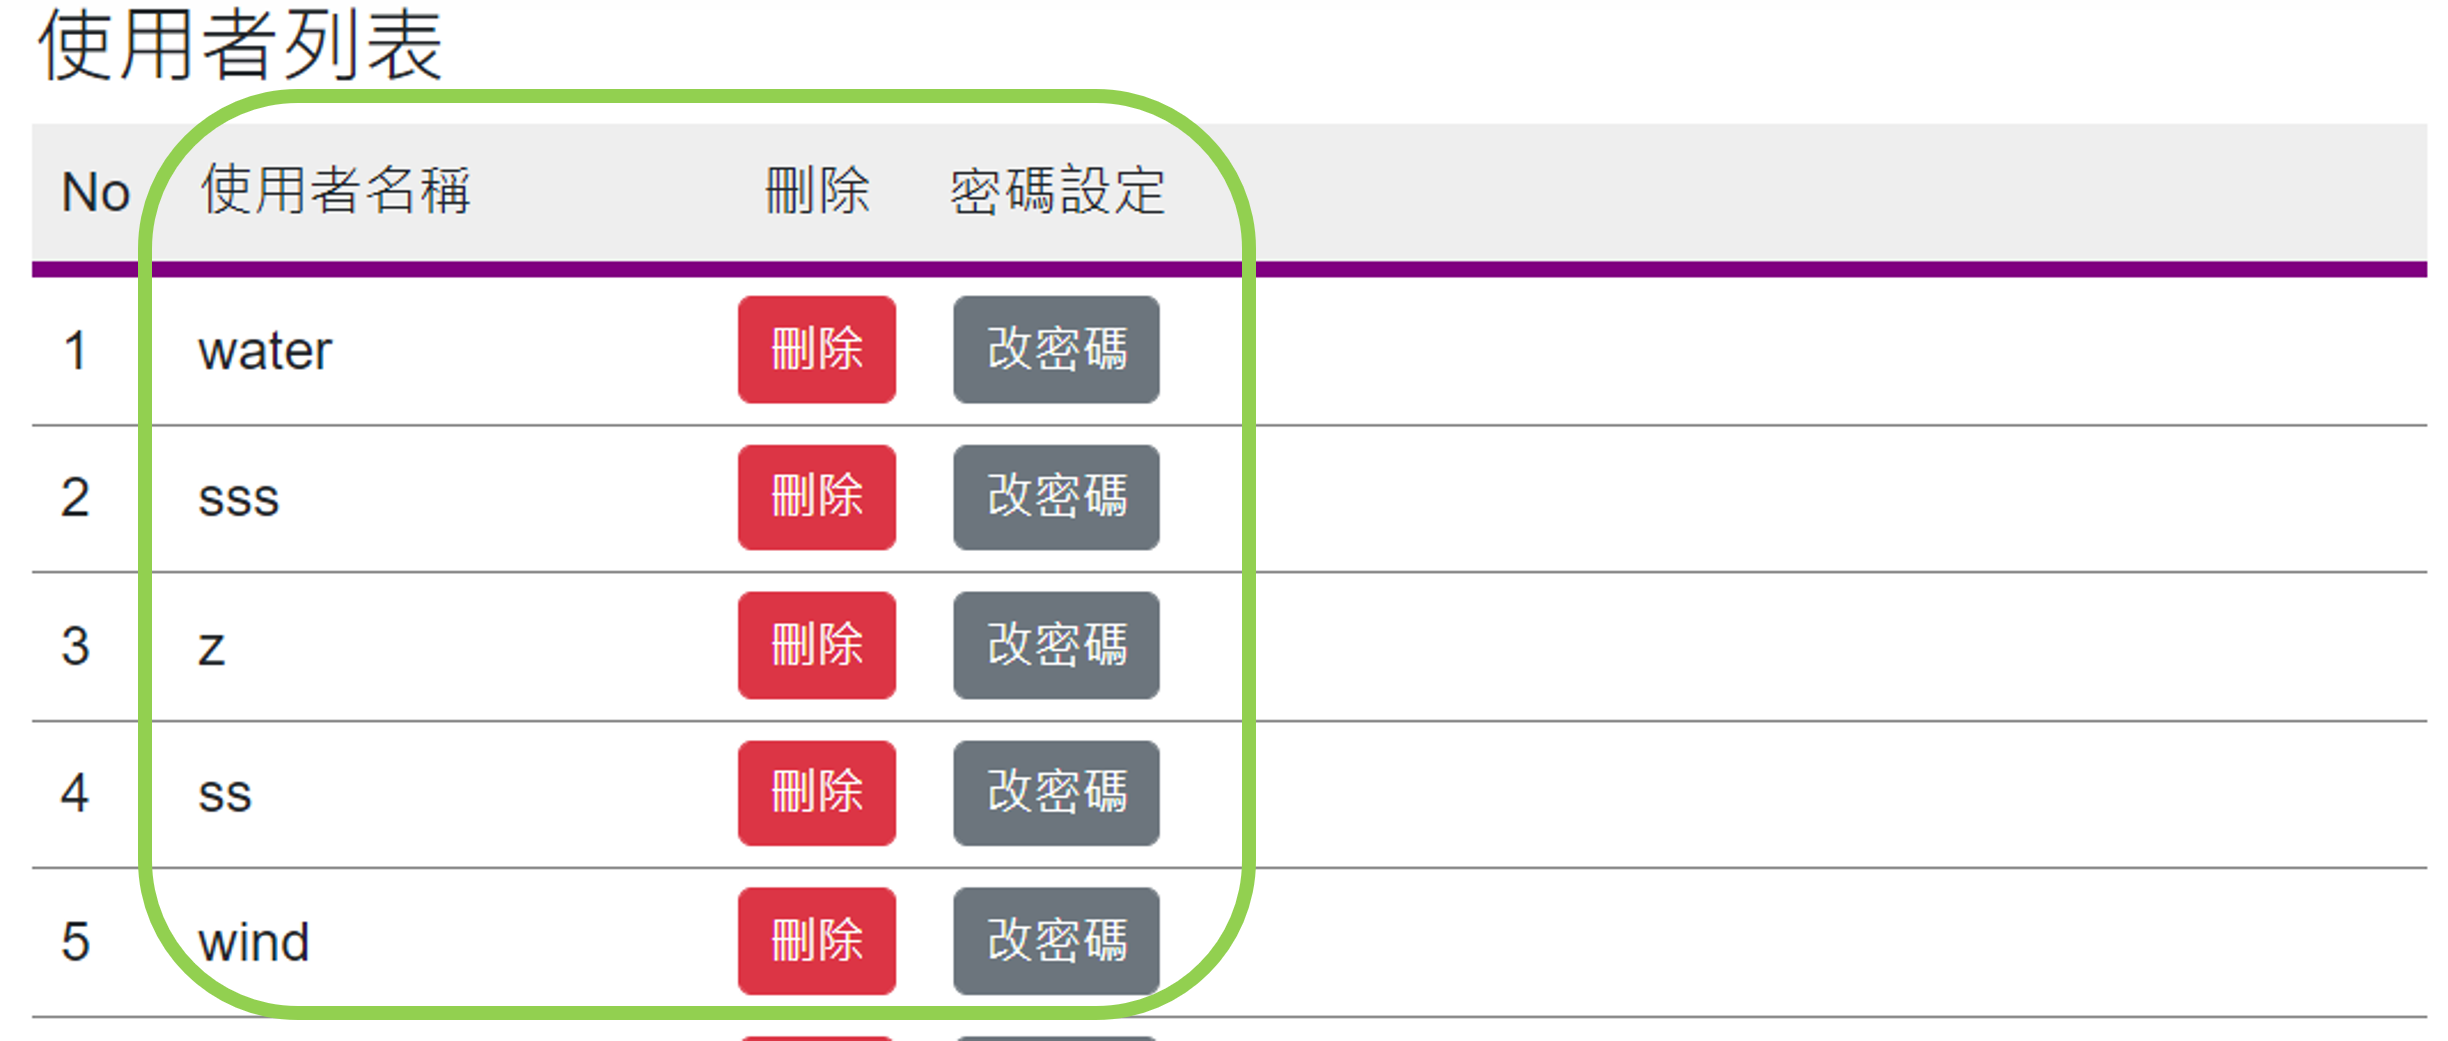 使用者列表
No 使用者名稱 刪除 密碼設定
1 water 刪除 改密碼
2 sss 刪除 改密碼
3 z 刪除 改密碼
4 ss 刪除 改密碼
5 wind 刪除 改密碼